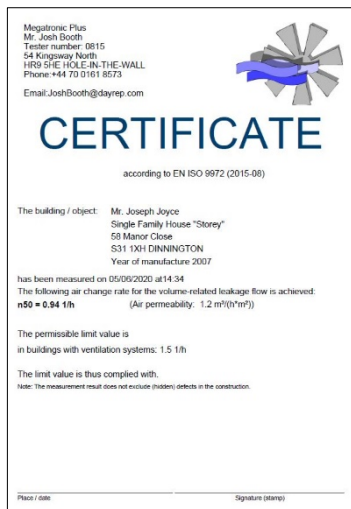 Megatronic Plus
Mr. Josh Booth
Tester number: 0815
54 Kingsway North
HR9 5HE HOLE-IN-THE-WALL
Phone:+44 70 0161 8573
Email:JoshBooth@dayrep.com
CERTIFICATE
according to EN ISO 9972 (2015-08)
The building / object: Mr. Joseph Joyce
Single Family House "Storey"
58 Manor Close
S31 1XH DINNINGTON
Year of manufacture 2007
has been measured on 05/06/2020 at14:34
The following air change rate for the volume-related leakage flow is achieved:
n50 = 0.94 1/h (Air permeability: 1.2 m³/(h*m²))
The permissible limit value is
in buildings with ventilation systems: 1.5 1/h
The limit value is thus complied with.
Note: The measurement result does not exclude (hidden) defects in the construction.
Place / date Signature (stamp)